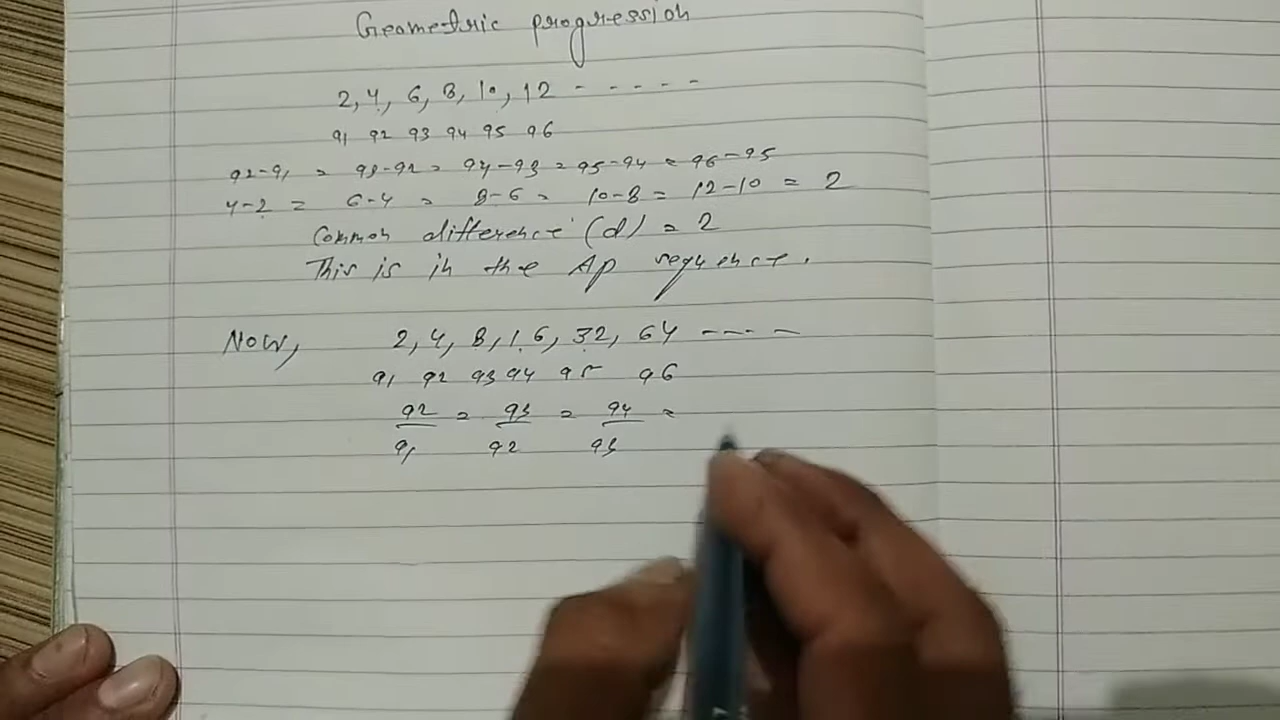 Geometric progression
2, 4, 6, 8, 10, 12 - - - - -
a1 a2 a3 a4 a5 a6
a2-a1 = a3-a2 = a4-a3 = a5-a4 = a6-a5
4-2 = 6-4 = 8-6 = 10-8 = 12-10 = 2
Common difference (d) = 2
This is in the AP sequence.
Now, 2, 4, 8, 16, 32, 64 - - - -
a1 a2 a3 a4 a5 a6
a2/a1 = a3/a2 = a4/a3 =